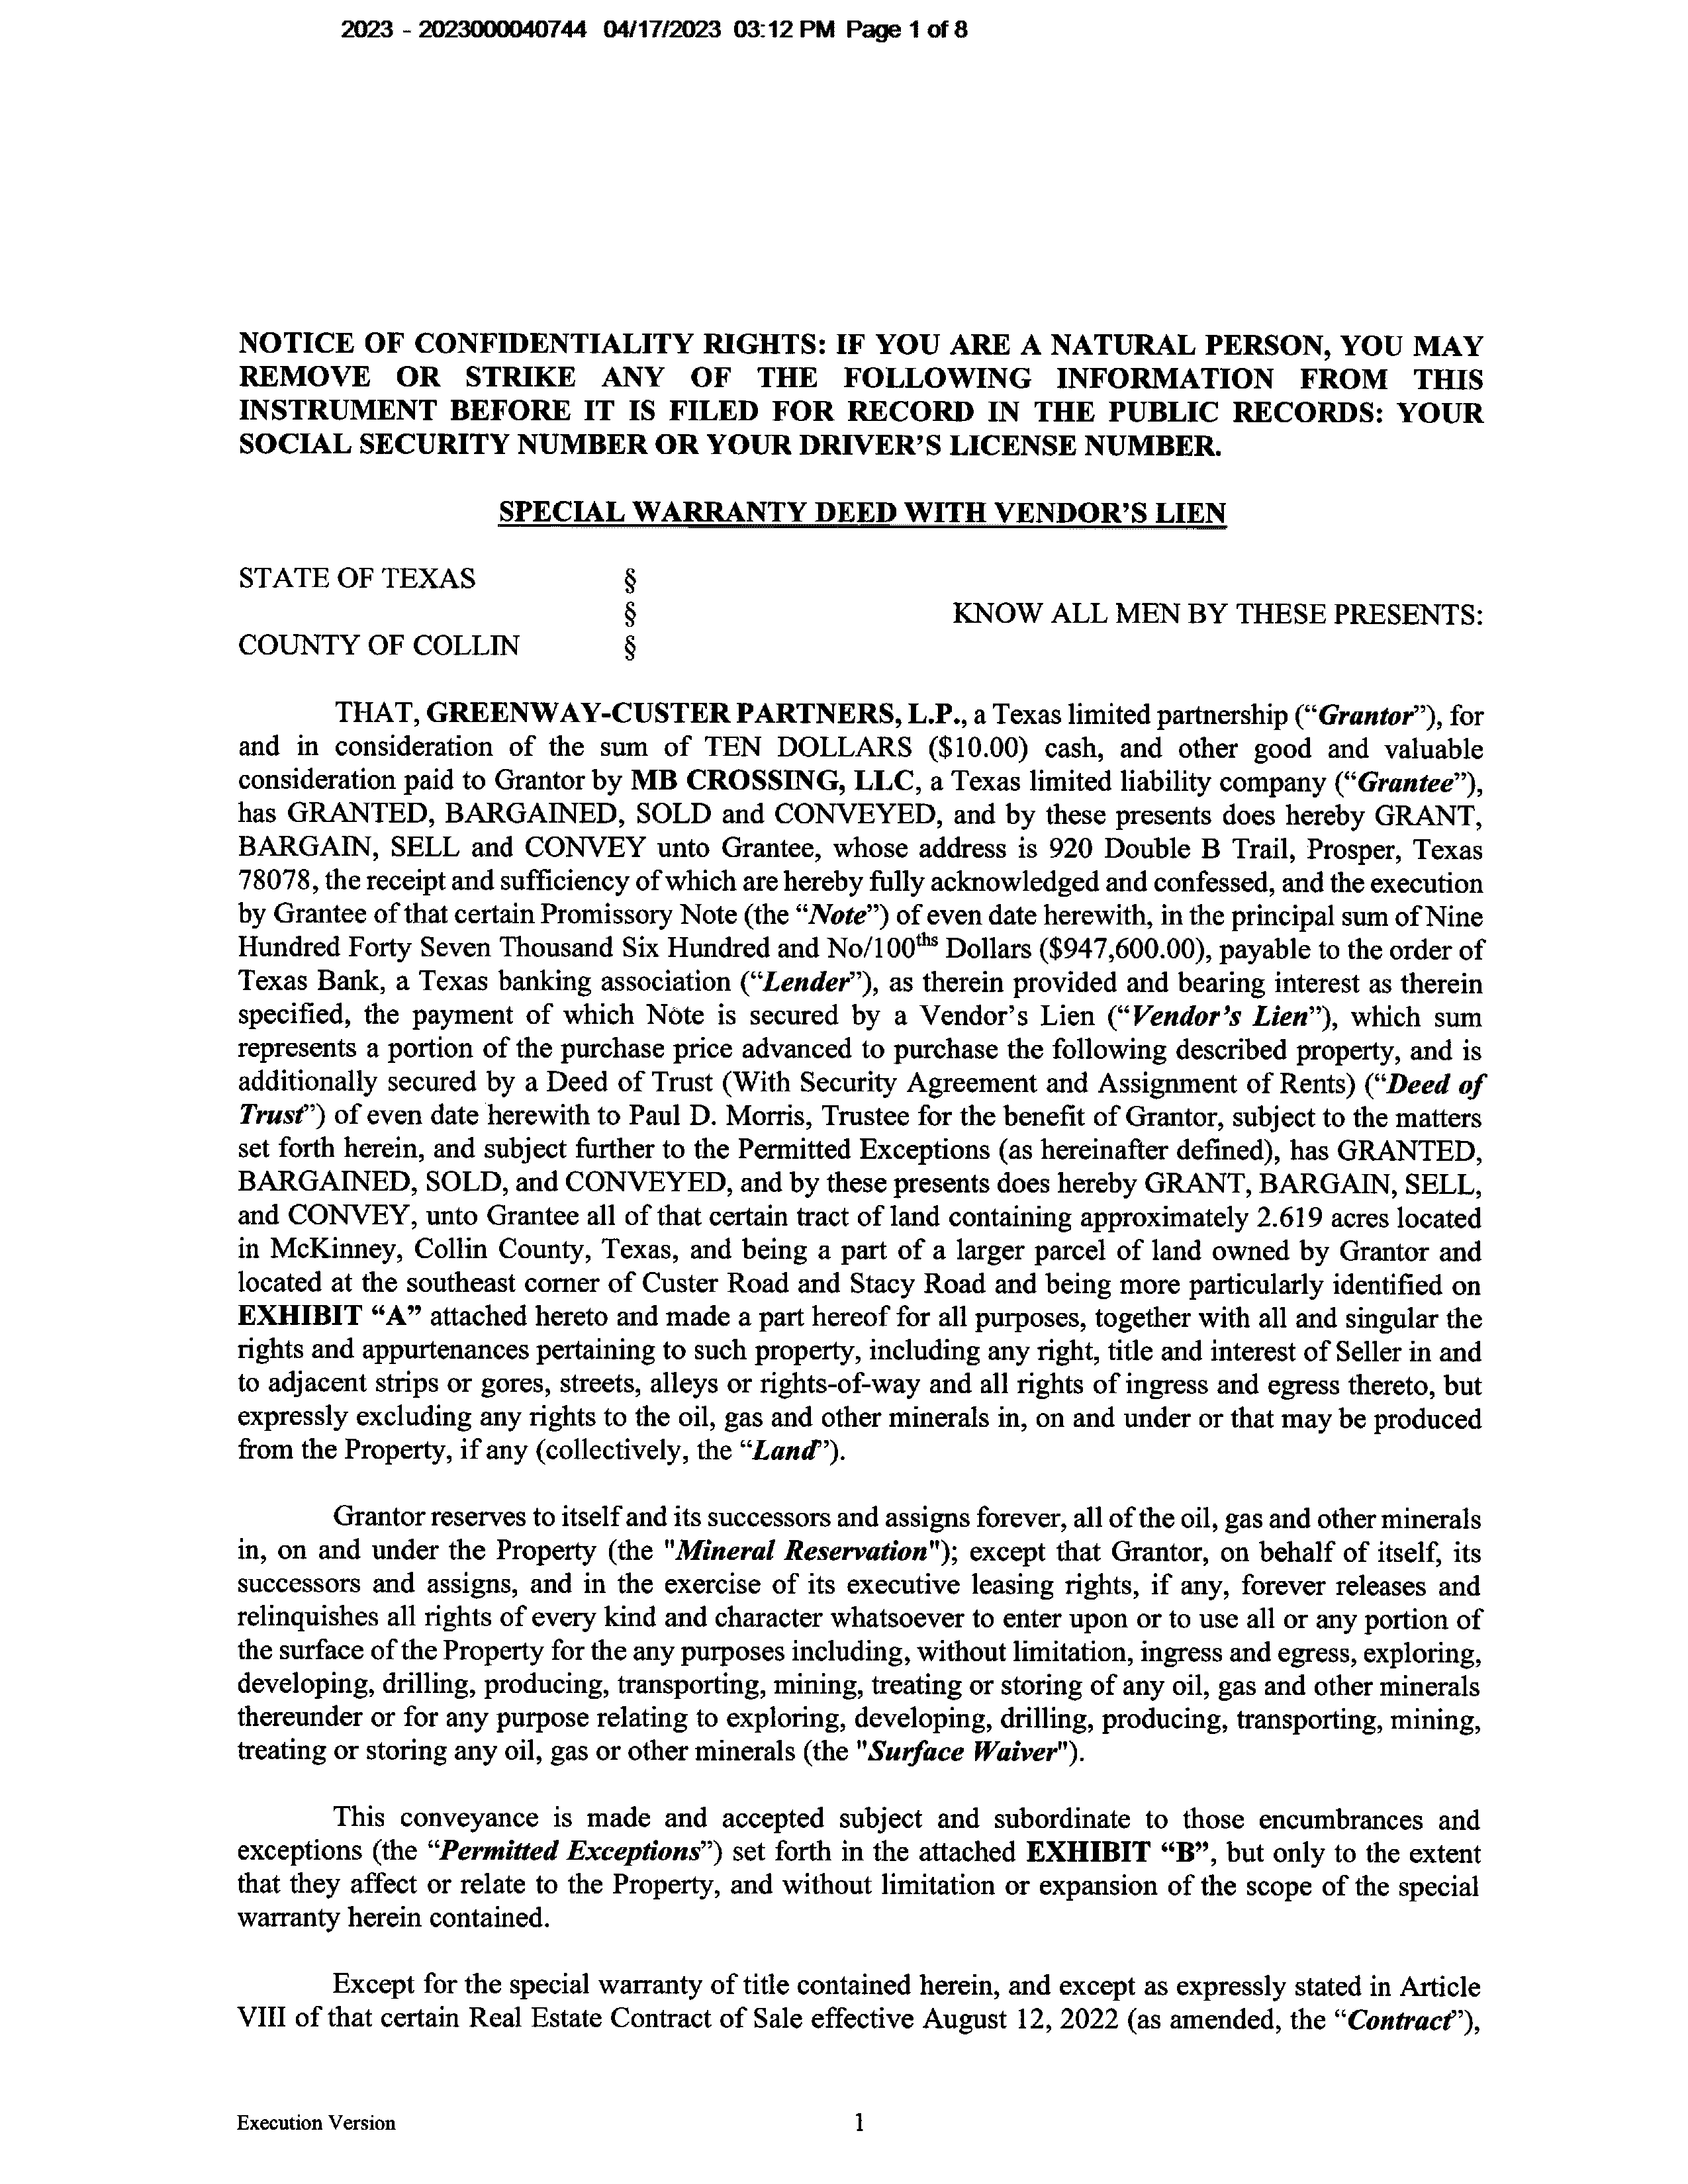 2023 - 2023000040744 04/17/2023 03:12 PM Page 1 of 8
NOTICE OF CONFIDENTIALITY RIGHTS: IF YOU ARE A NATURAL PERSON, YOU MAY
REMOVE OR STRIKE ANY OF THE FOLLOWING INFORMATION FROM THIS
INSTRUMENT BEFORE IT IS FILED FOR RECORD IN THE PUBLIC RECORDS: YOUR
SOCIAL SECURITY NUMBER OR YOUR DRIVER'S LICENSE NUMBER.
SPECIAL WARRANTY DEED WITH VENDOR'S LIEN
STATE OF TEXAS §
§ KNOW ALL MEN BY THESE PRESENTS:
COUNTY OF COLLIN §
THAT, GREENWAY-CUSTER PARTNERS, L.P., a Texas limited partnership (“Grantor”), for
and in consideration of the sum of TEN DOLLARS ($10.00) cash, and other good and valuable
consideration paid to Grantor by MB CROSSING, LLC, a Texas limited liability company (“Grantee”),
has GRANTED, BARGAINED, SOLD and CONVEYED, and by these presents does hereby GRANT,
BARGAIN, SELL and CONVEY unto Grantee, whose address is 920 Double B Trail, Prosper, Texas
78078, the receipt and sufficiency of which are hereby fully acknowledged and confessed, and the execution
by Grantee of that certain Promissory Note (the “Note”) of even date herewith, in the principal sum of Nine
Hundred Forty Seven Thousand Six Hundred and No/100ths Dollars ($947,600.00), payable to the order of
Texas Bank, a Texas banking association (“Lender”), as therein provided and bearing interest as therein
specified, the payment of which Note is secured by a Vendor’s Lien (“Vendor’s Lien”), which sum
represents a portion of the purchase price advanced to purchase the following described property, and is
additionally secured by a Deed of Trust (With Security Agreement and Assignment of Rents) (“Deed of
Trust”) of even date herewith to Paul D. Morris, Trustee for the benefit of Grantor, subject to the matters
set forth herein, and subject further to the Permitted Exceptions (as hereinafter defined), has GRANTED,
BARGAINED, SOLD, and CONVEYED, and by these presents does hereby GRANT, BARGAIN, SELL,
and CONVEY, unto Grantee all of that certain tract of land containing approximately 2.619 acres located
in McKinney, Collin County, Texas, and being a part of a larger parcel of land owned by Grantor and
located at the southeast corner of Custer Road and Stacy Road and being more particularly identified on
EXHIBIT “A” attached hereto and made a part hereof for all purposes, together with all and singular the
rights and appurtenances pertaining to such property, including any right, title and interest of Seller in and
to adjacent strips or gores, streets, alleys or rights-of-way and all rights of ingress and egress thereto, but
expressly excluding any rights to the oil, gas and other minerals in, on and under or that may be produced
from the Property, if any (collectively, the “Land”).
Grantor reserves to itself and its successors and assigns forever, all of the oil, gas and other minerals
in, on and under the Property (the "Mineral Reservation"); except that Grantor, on behalf of itself, its
successors and assigns, and in the exercise of its executive leasing rights, if any, forever releases and
relinquishes all rights of every kind and character whatsoever to enter upon or to use all or any portion of
the surface of the Property for the any purposes including, without limitation, ingress and egress, exploring,
developing, drilling, producing, transporting, mining, treating or storing of any oil, gas and other minerals
thereunder or for any purpose relating to exploring, developing, drilling, producing, transporting, mining,
treating or storing any oil, gas or other minerals (the "Surface Waiver").
This conveyance is made and accepted subject and subordinate to those encumbrances and
exceptions (the “Permitted Exceptions”) set forth in the attached EXHIBIT “B”, but only to the extent
that they affect or relate to the Property, and without limitation or expansion of the scope of the special
warranty herein contained.
Except for the special warranty of title contained herein, and except as expressly stated in Article
VIII of that certain Real Estate Contract of Sale effective August 12, 2022 (as amended, the “Contract”),
Execution Version 1